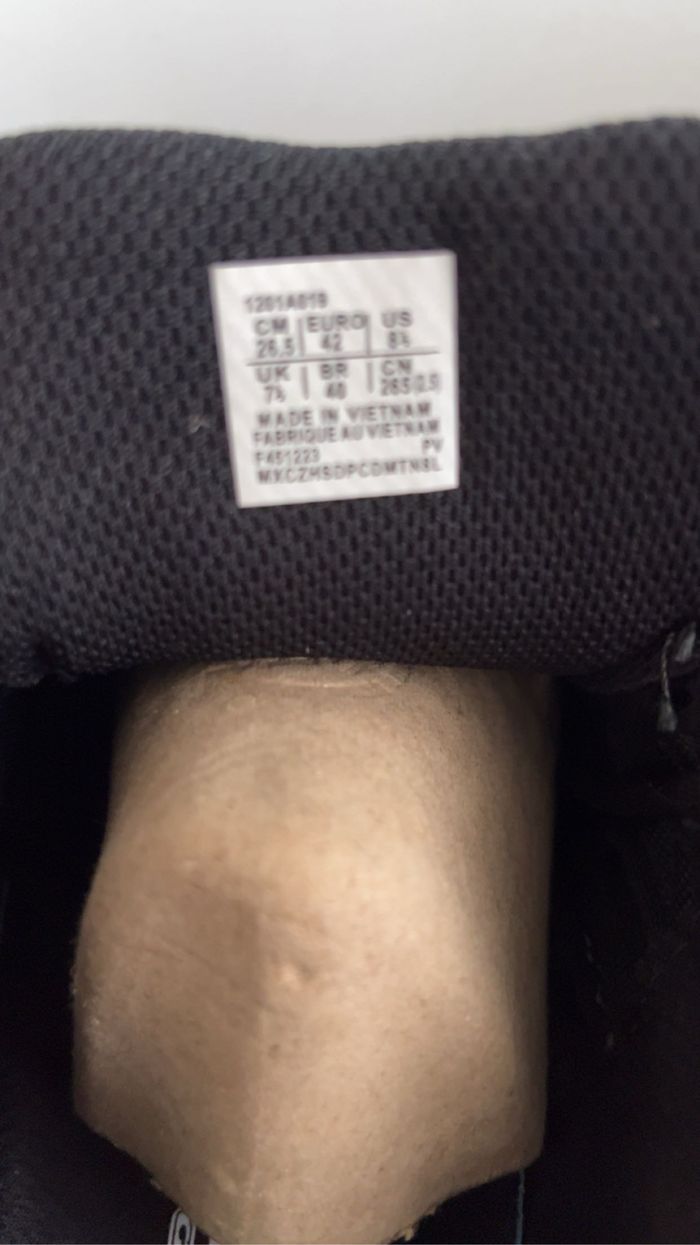 1201A019
CM | EURO | US
26,5 | 42 | 8½
UK | BR | CN
7½ | 40 | 265(2.5)
MADE IN VIETNAM
FABRIQUE AU VIETNAM
F451223 PV
MXCZHSDPCDMTNSL